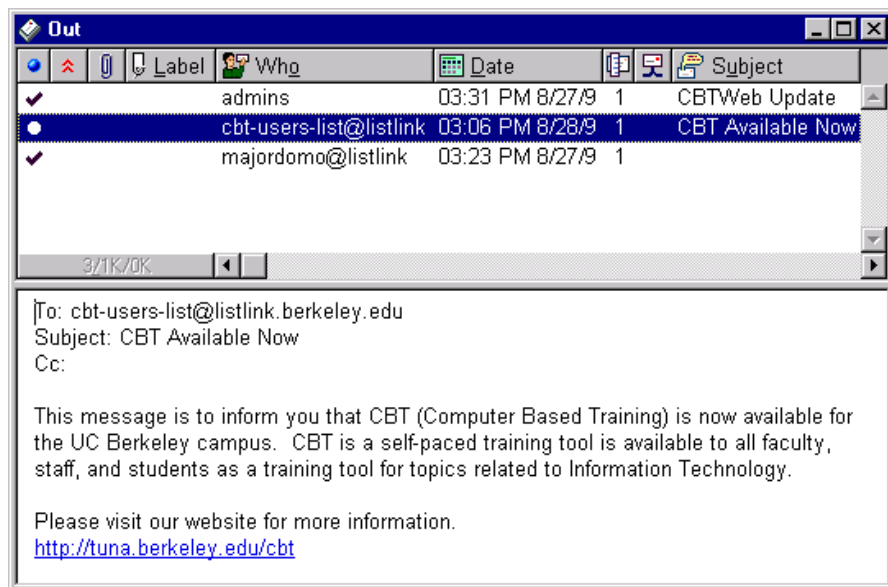 Out
Label Who Date Subject
admins 03:31 PM 8/27/9 1 CBTWeb Update
cbt-users-list@listlink 03:06 PM 8/28/9 1 CBT Available Now
majordomo@listlink 03:23 PM 8/27/9 1
3/1K/0K
To: cbt-users-list@listlink.berkeley.edu
Subject: CBT Available Now
Cc:
This message is to inform you that CBT (Computer Based Training) is now available for
the UC Berkeley campus.  CBT is a self-paced training tool is available to all faculty,
staff, and students as a training tool for topics related to Information Technology.
Please visit our website for more information.
http://tuna.berkeley.edu/cbt